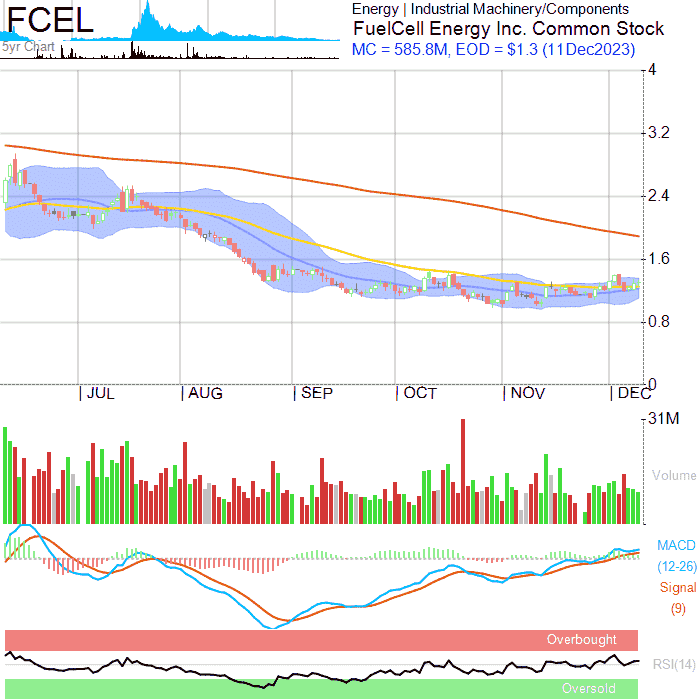 FCEL
5yr Chart
Energy | Industrial Machinery/Components
FuelCell Energy Inc. Common Stock
MC = 585.8M, EOD = $1.3 (11Dec2023)
4
3.2
2.4
1.6
0.8
0
JUL
AUG
SEP
OCT
NOV
DEC
31M
Volume
MACD
(12-26)
Signal
(9)
Overbought
RSI(14)
Oversold